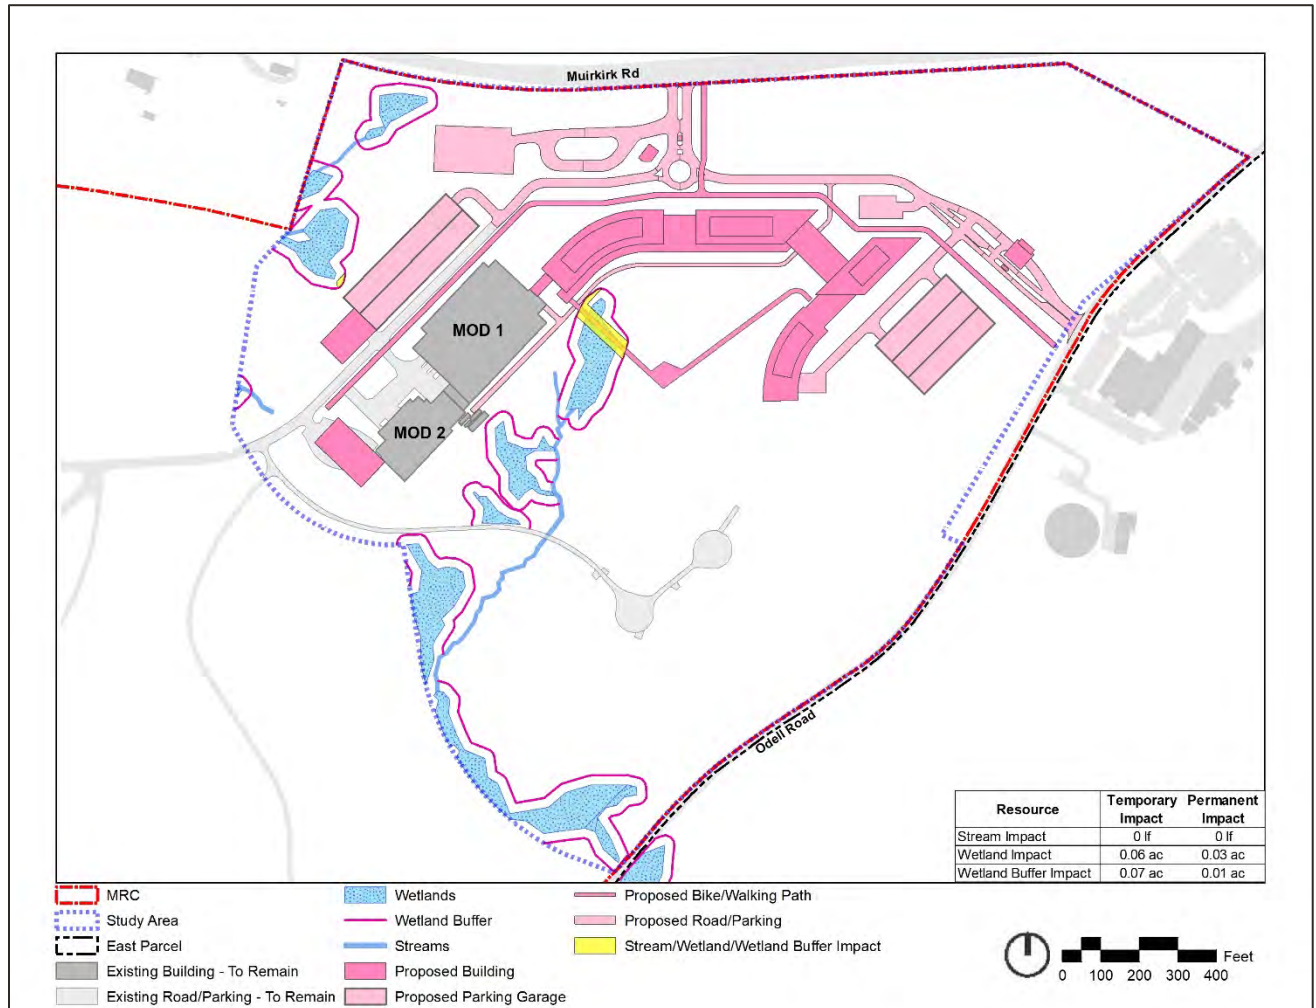 Muirkirk Rd
MOD 1
MOD 2
Odell Road
Resource Temporary Impact Permanent Impact
Stream Impact 0 lf 0 lf
Wetland Impact 0.06 ac 0.03 ac
Wetland Buffer Impact 0.07 ac 0.01 ac
MRC
Study Area
East Parcel
Existing Building - To Remain
Existing Road/Parking - To Remain
Wetlands
Wetland Buffer
Streams
Proposed Building
Proposed Parking Garage
Proposed Bike/Walking Path
Proposed Road/Parking
Stream/Wetland/Wetland Buffer Impact
Feet
0 100 200 300 400